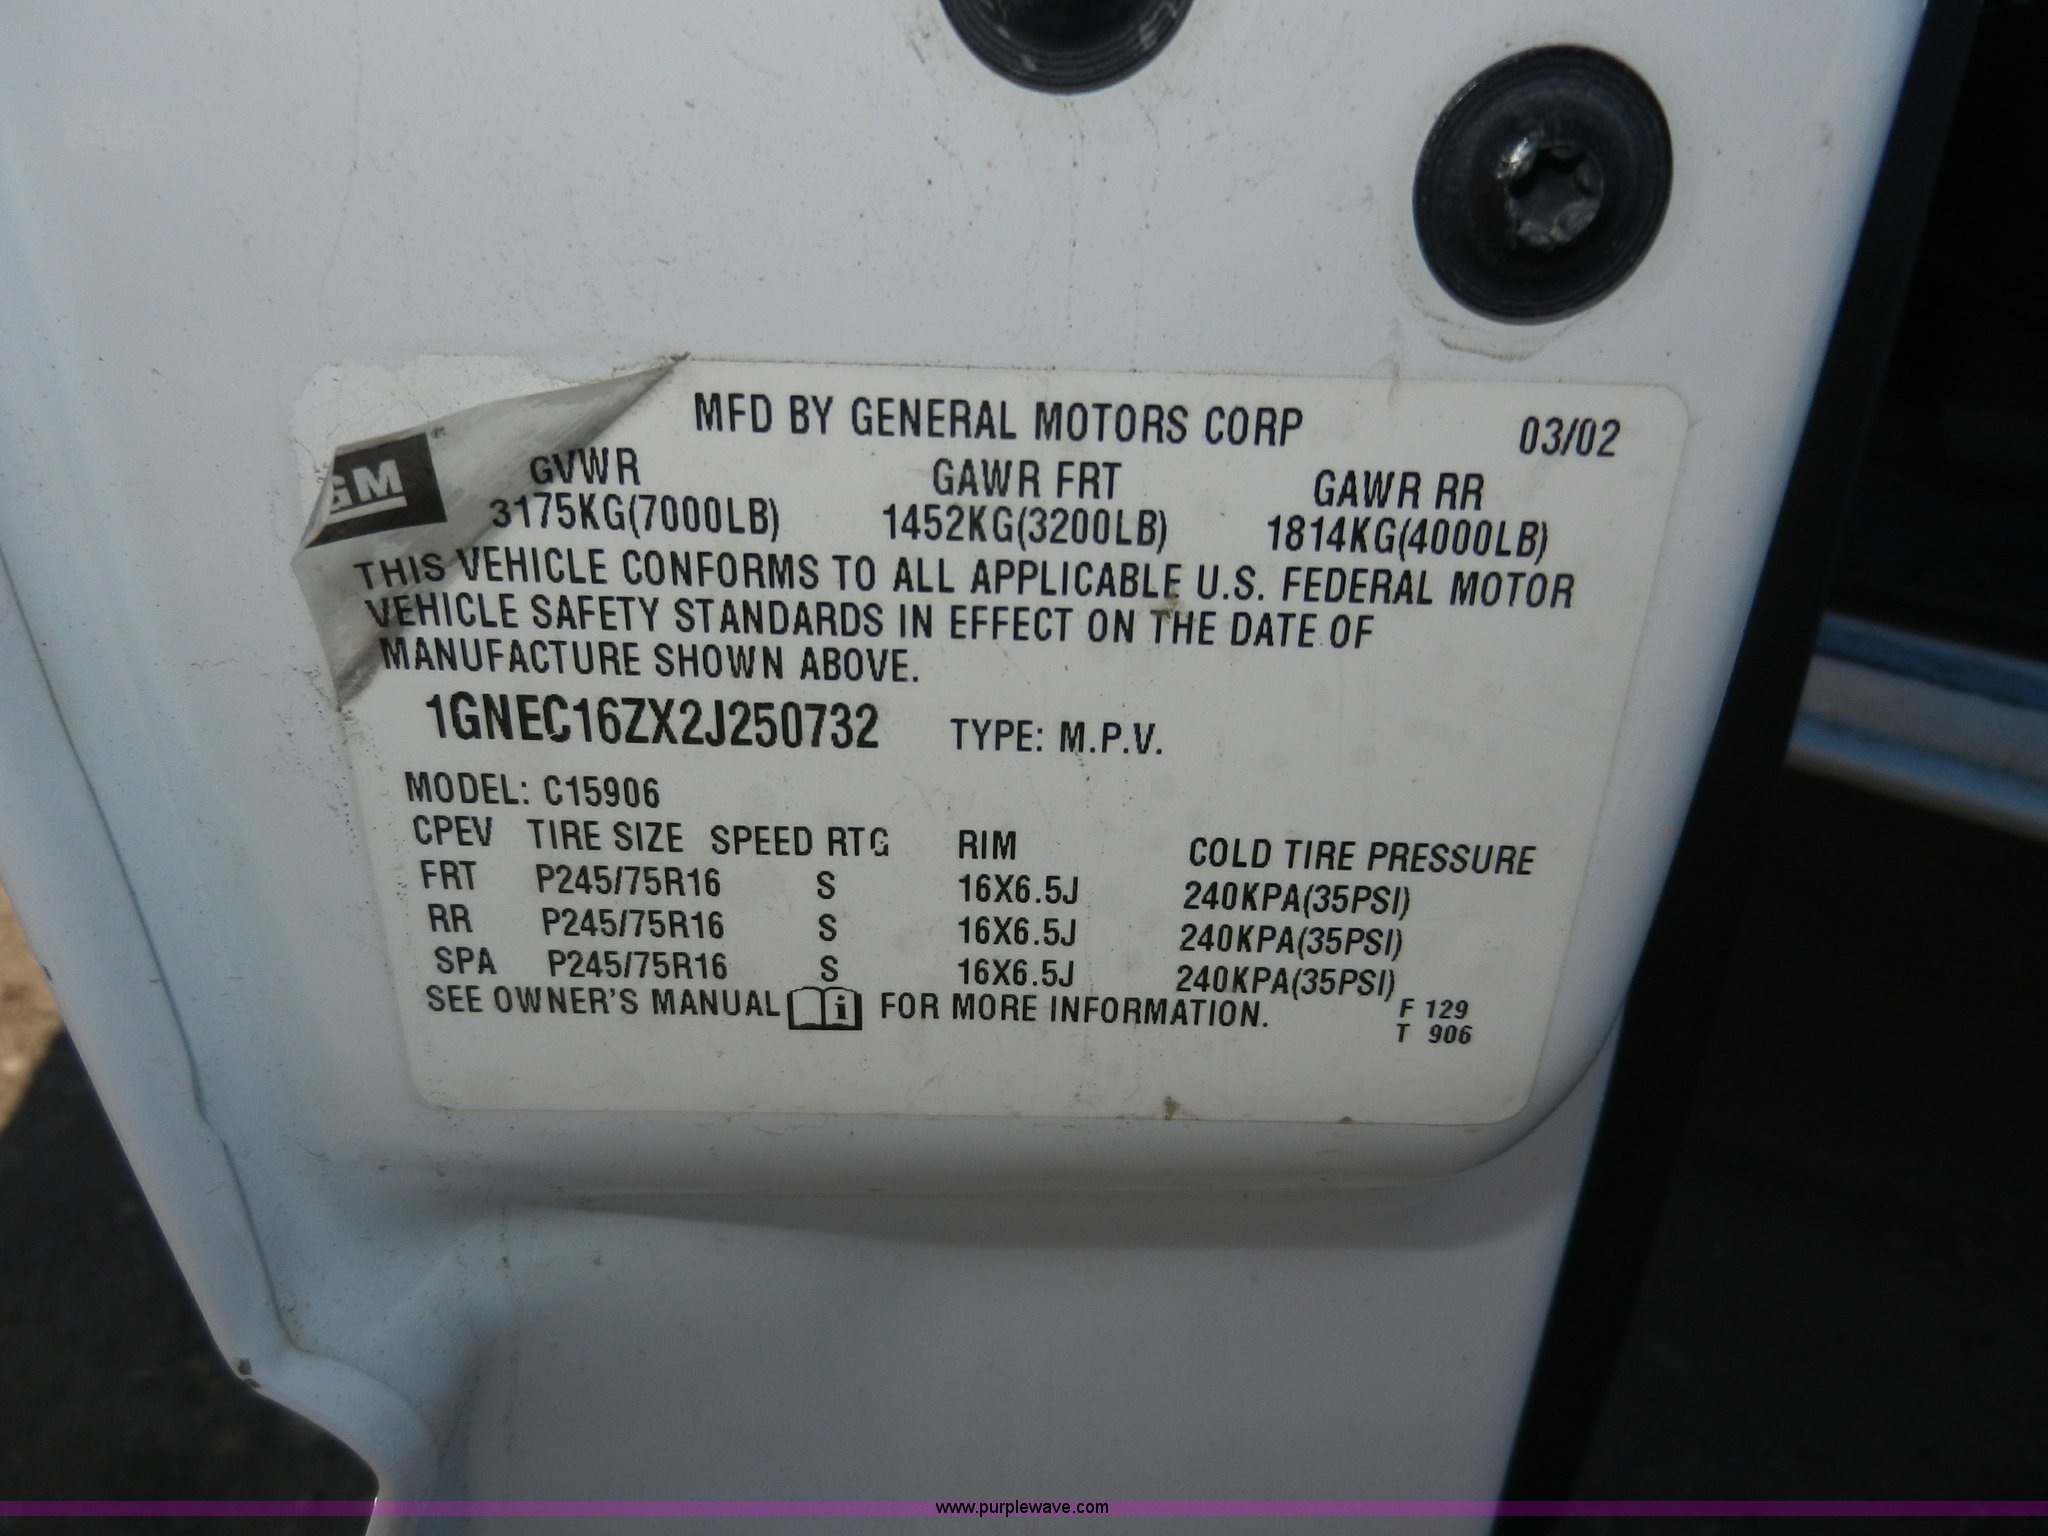 MFD BY GENERAL MOTORS CORP 03/02
GM
GVWR GAWR FRT GAWR RR
3175KG(7000LB) 1452KG(3200LB) 1814KG(4000LB)
THIS VEHICLE CONFORMS TO ALL APPLICABLE U.S. FEDERAL MOTOR
VEHICLE SAFETY STANDARDS IN EFFECT ON THE DATE OF
MANUFACTURE SHOWN ABOVE.
1GNEC16ZX2J250732 TYPE: M.P.V.
MODEL: C15906
CPEV TIRE SIZE SPEED RTG RIM COLD TIRE PRESSURE
FRT P245/75R16 S 16X6.5J 240KPA(35PSI)
RR P245/75R16 S 16X6.5J 240KPA(35PSI)
SPA P245/75R16 S 16X6.5J 240KPA(35PSI)
SEE OWNER'S MANUAL i FOR MORE INFORMATION.
F 129
T 906
www.purplewave.com